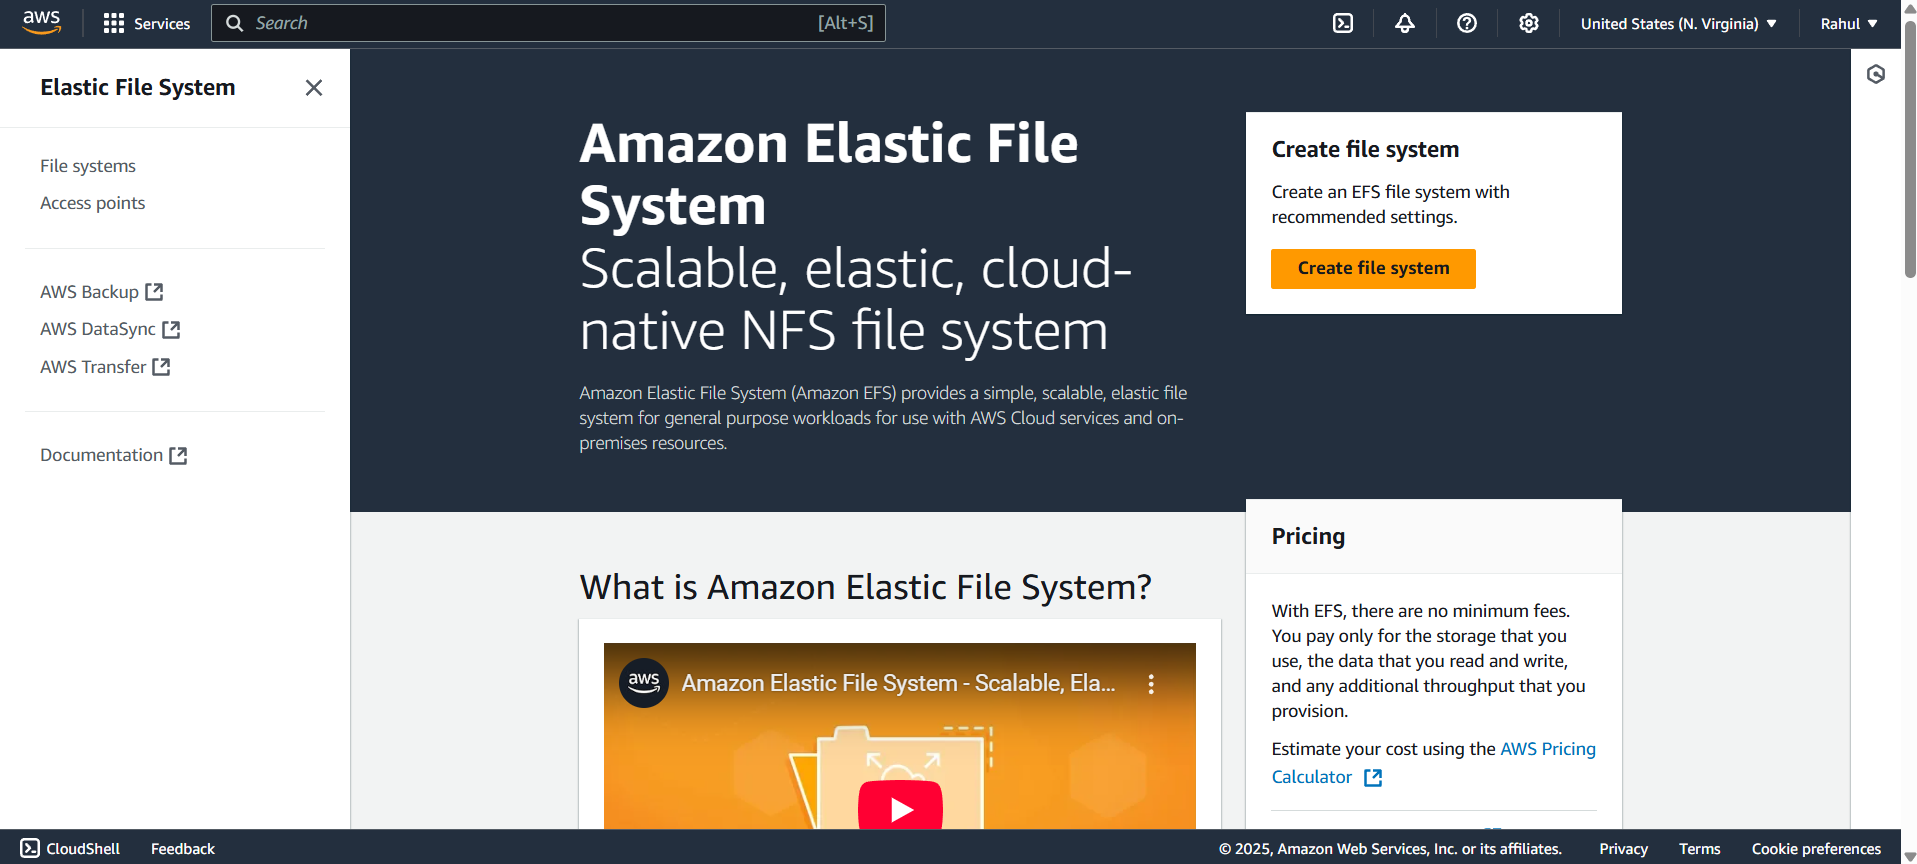 aws
Services
Search
[Alt+S]
United States (N. Virginia)
Rahul
Elastic File System
File systems
Access points
AWS Backup
AWS DataSync
AWS Transfer
Documentation
Amazon Elastic File
System
Scalable, elastic, cloud-
native NFS file system
Amazon Elastic File System (Amazon EFS) provides a simple, scalable, elastic file
system for general purpose workloads for use with AWS Cloud services and on-
premises resources.
Create file system
Create an EFS file system with
recommended settings.
Create file system
What is Amazon Elastic File System?
aws
Amazon Elastic File System - Scalable, Ela...
Pricing
With EFS, there are no minimum fees.
You pay only for the storage that you
use, the data that you read and write,
and any additional throughput that you
provision.
Estimate your cost using the AWS Pricing
Calculator
CloudShell
Feedback
© 2025, Amazon Web Services, Inc. or its affiliates.
Privacy
Terms
Cookie preferences